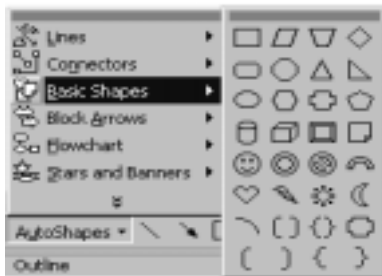 Lines
Connectors
Basic Shapes
Block Arrows
Flowchart
Stars and Banners
AutoShapes
Outline